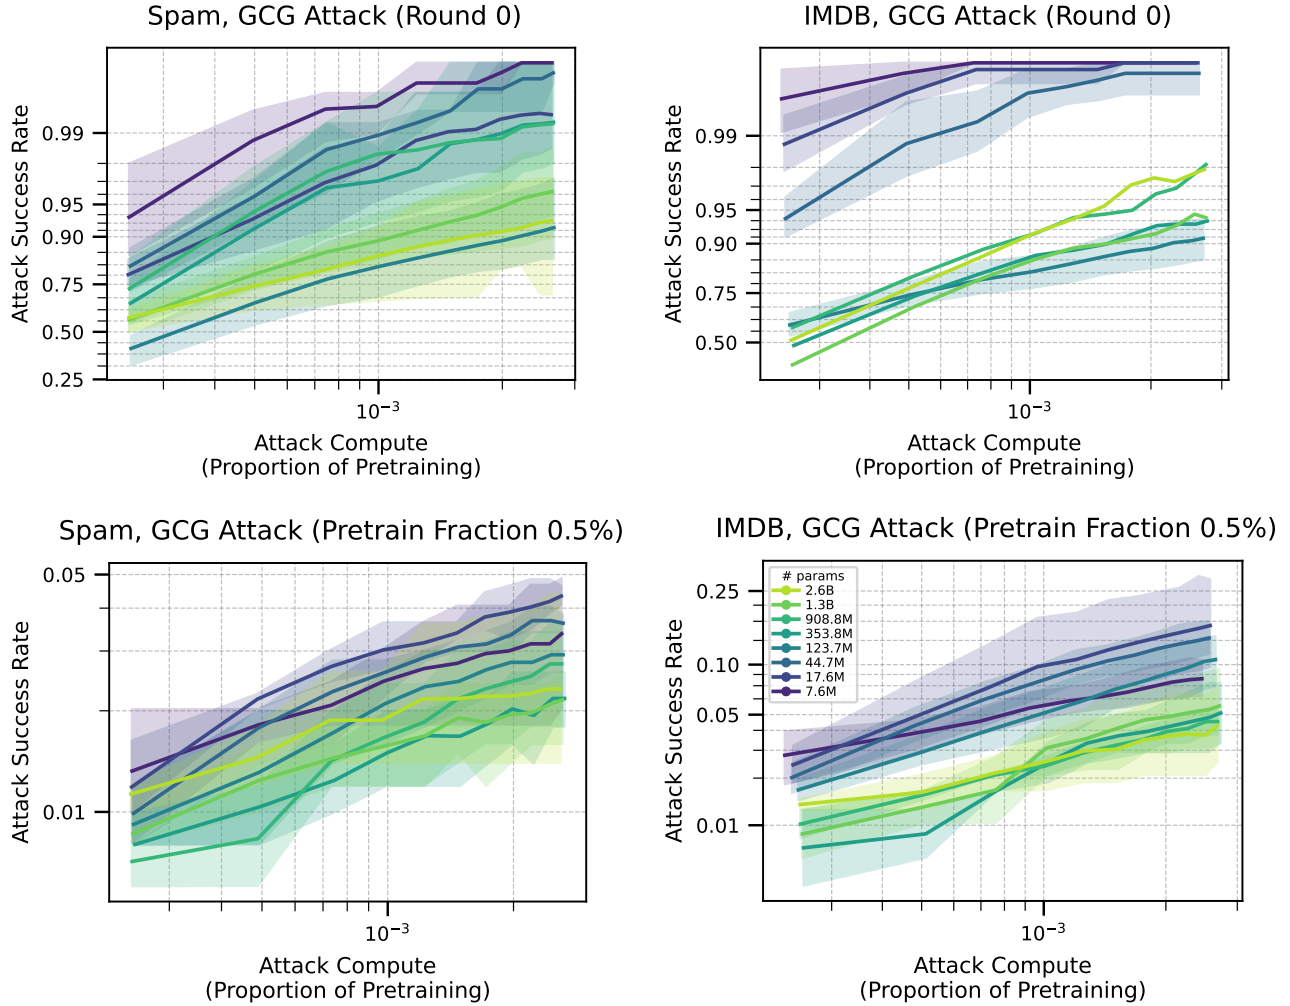 Spam, GCG Attack (Round 0)
Attack Success Rate
0.99
0.95
0.90
0.75
0.50
0.25
10⁻³
Attack Compute
(Proportion of Pretraining)
IMDB, GCG Attack (Round 0)
Attack Success Rate
0.99
0.95
0.90
0.75
0.50
10⁻³
Attack Compute
(Proportion of Pretraining)
Spam, GCG Attack (Pretrain Fraction 0.5%)
Attack Success Rate
0.05
0.01
10⁻³
Attack Compute
(Proportion of Pretraining)
IMDB, GCG Attack (Pretrain Fraction 0.5%)
Attack Success Rate
0.25
0.10
0.05
0.01
# params
2.6B
1.3B
908.8M
353.8M
123.7M
44.7M
17.6M
7.6M
10⁻³
Attack Compute
(Proportion of Pretraining)